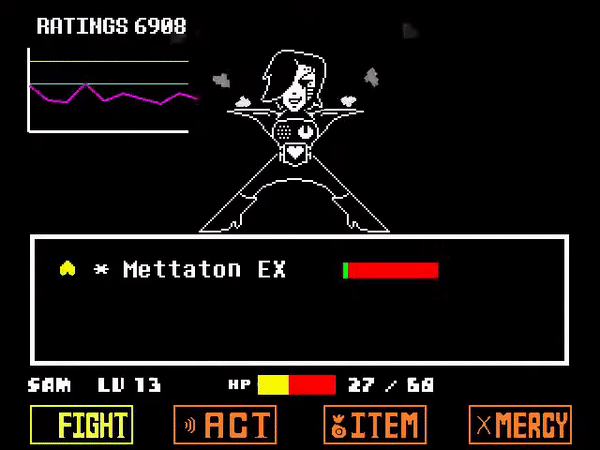 RATINGS 6908
* Mettaton EX
SAM LV 13 HP 27 / 68
FIGHT ACT ITEM MERCY